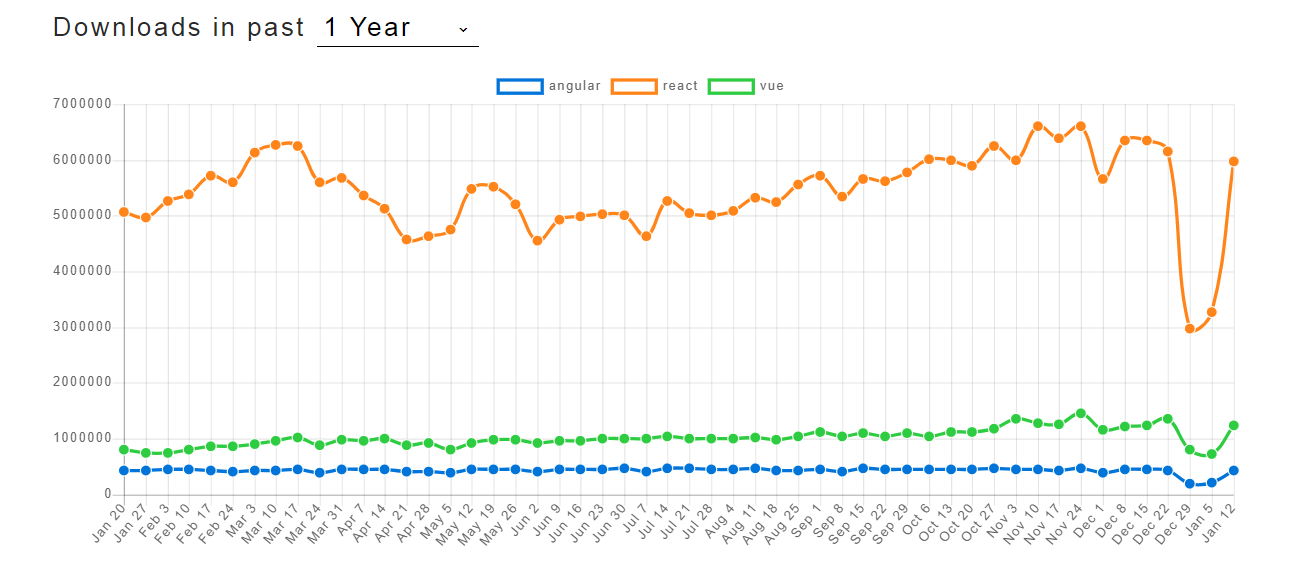 Downloads in past 1 Year
angular react vue
7000000
6000000
5000000
4000000
3000000
2000000
1000000
0
Jan 20 Jan 27 Feb 3 Feb 10 Feb 17 Feb 24 Mar 3 Mar 10 Mar 17 Mar 24 Mar 31 Apr 7 Apr 14 Apr 21 Apr 28 May 5 May 12 May 19 May 26 Jun 2 Jun 9 Jun 16 Jun 23 Jun 30 Jul 7 Jul 14 Jul 21 Jul 28 Aug 4 Aug 11 Aug 18 Aug 25 Sep 1 Sep 8 Sep 15 Sep 22 Sep 29 Oct 6 Oct 13 Oct 20 Oct 27 Nov 3 Nov 10 Nov 17 Nov 24 Dec 1 Dec 8 Dec 15 Dec 22 Dec 29 Jan 5 Jan 12